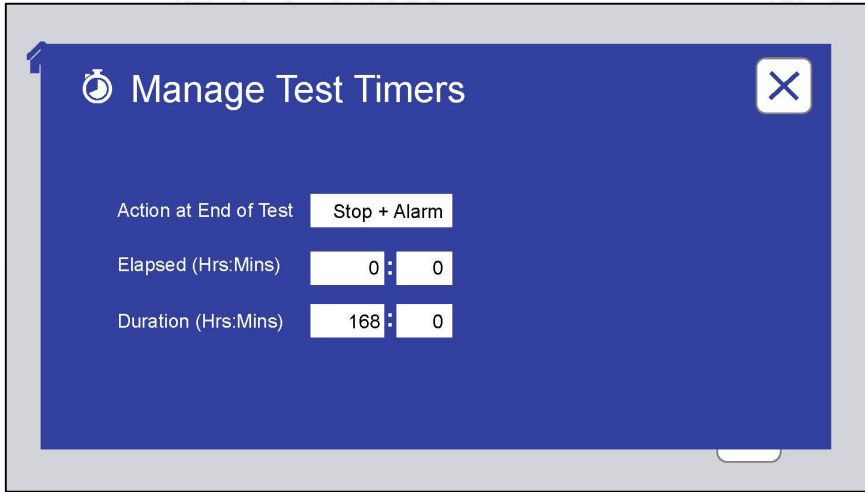 Manage Test Timers
Action at End of Test Stop + Alarm
Elapsed (Hrs:Mins) 0 : 0
Duration (Hrs:Mins) 168 : 0